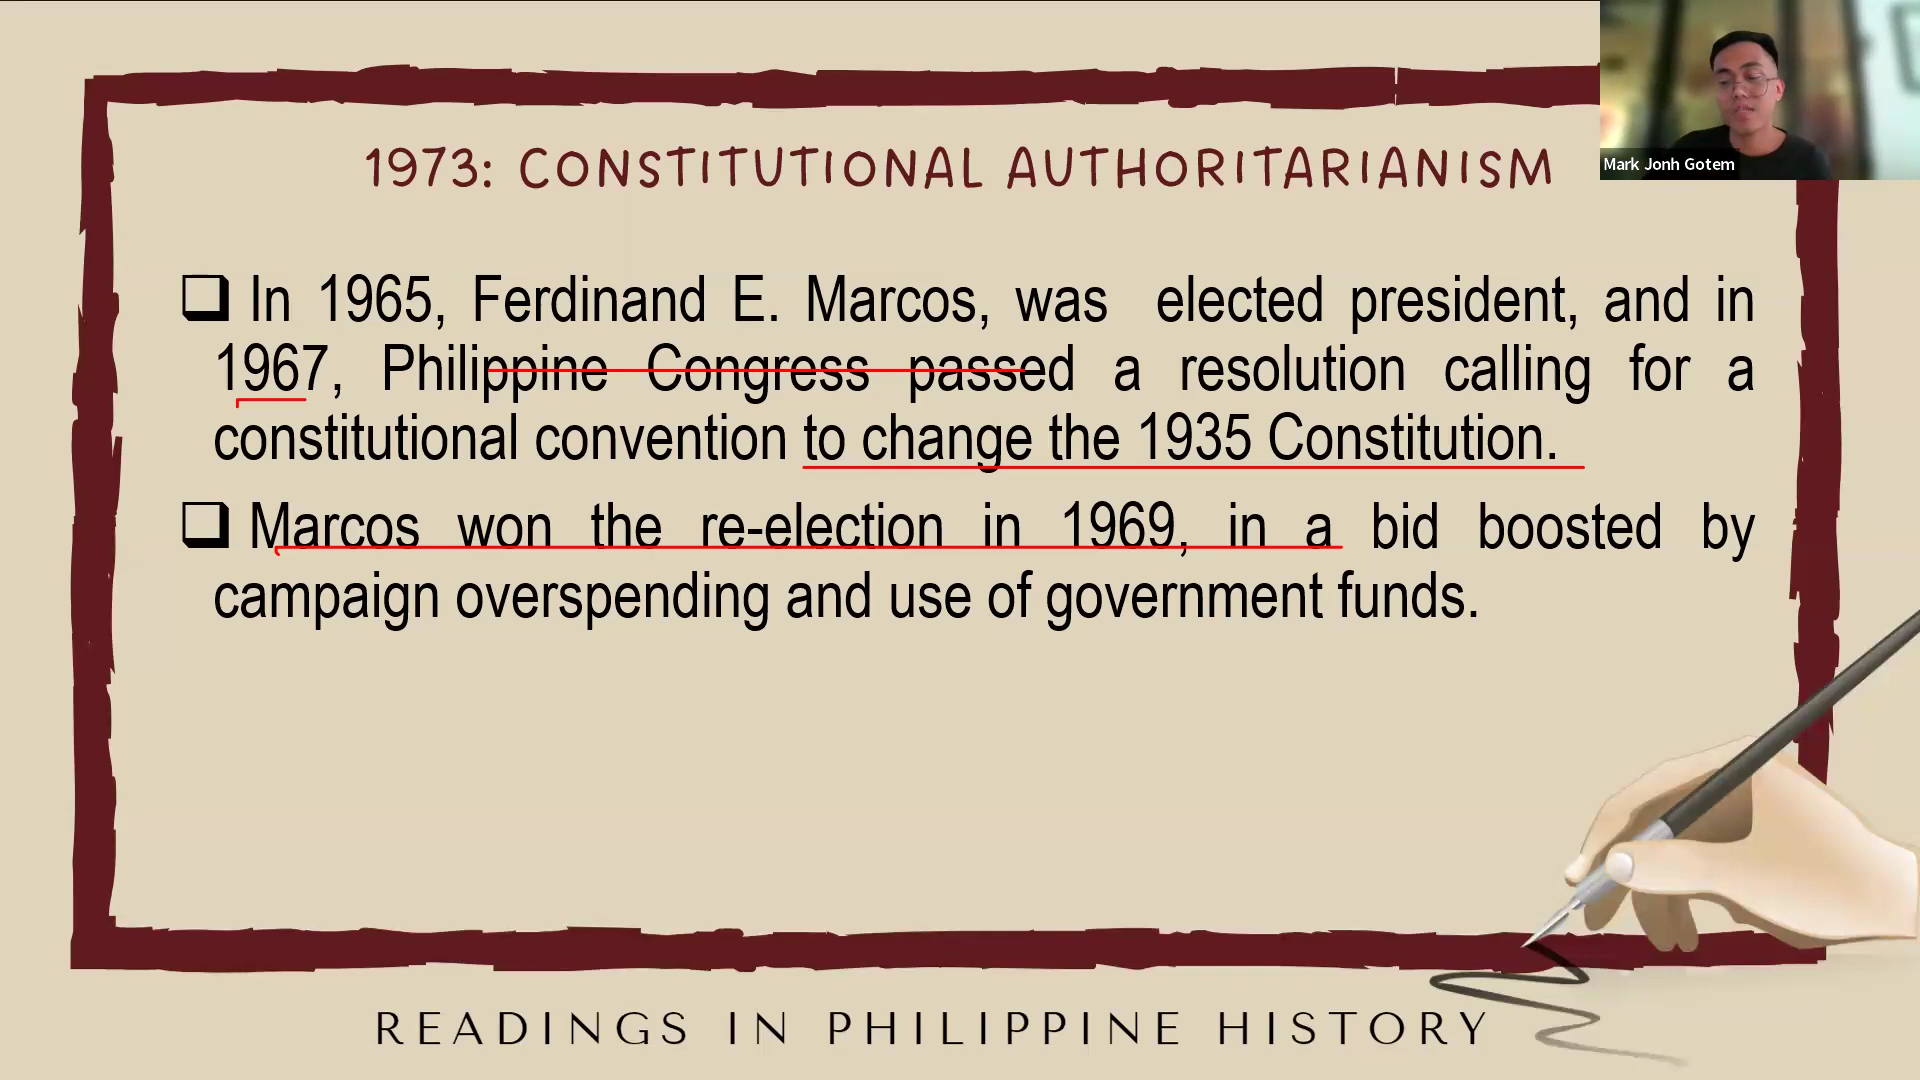 1973: CONSTITUTIONAL AUTHORITARIANISM
Mark Jonh Gotem
In 1965, Ferdinand E. Marcos, was elected president, and in
1967, Philippine Congress passed a resolution calling for a
constitutional convention to change the 1935 Constitution.
Marcos won the re-election in 1969, in a bid boosted by
campaign overspending and use of government funds.
READINGS IN PHILIPPINE HISTORY